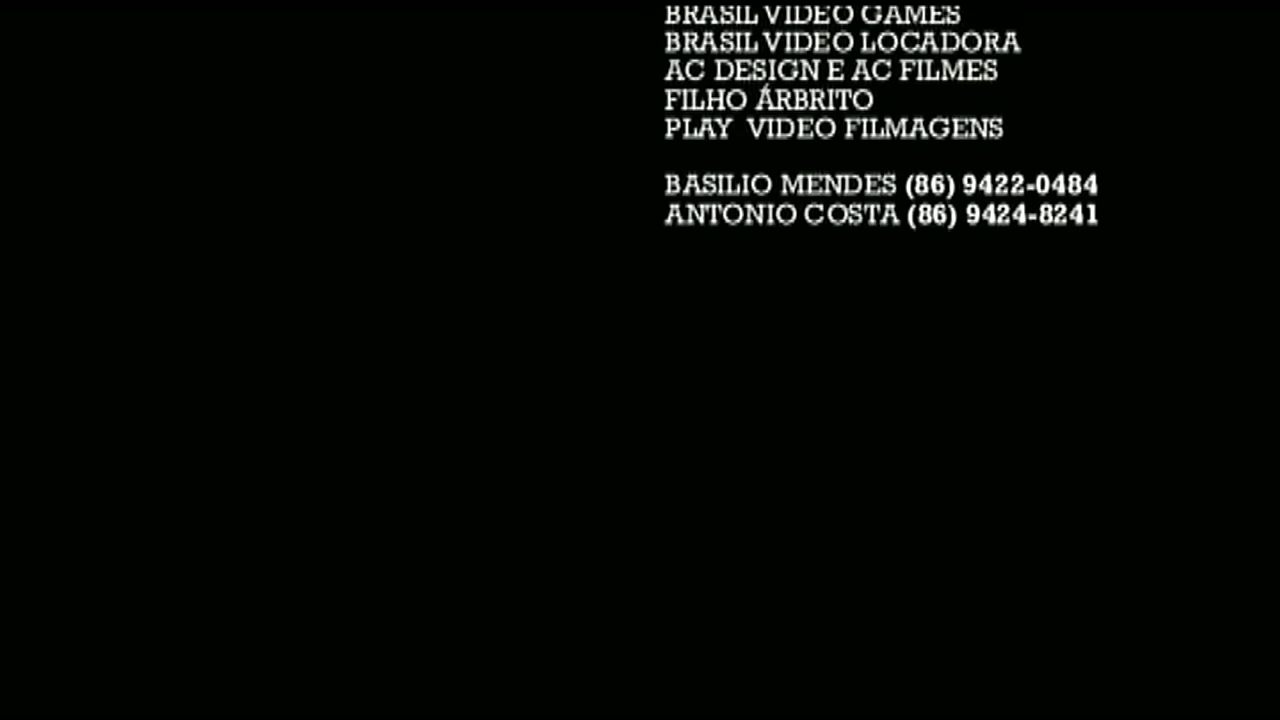 BRASIL VIDEO GAMES
BRASIL VIDEO LOCADORA
AC DESIGN E AC FILMES
FILHO ÁRBRITO
PLAY VIDEO FILMAGENS
BASILIO MENDES (86) 9422-0484
ANTONIO COSTA (86) 9424-8241